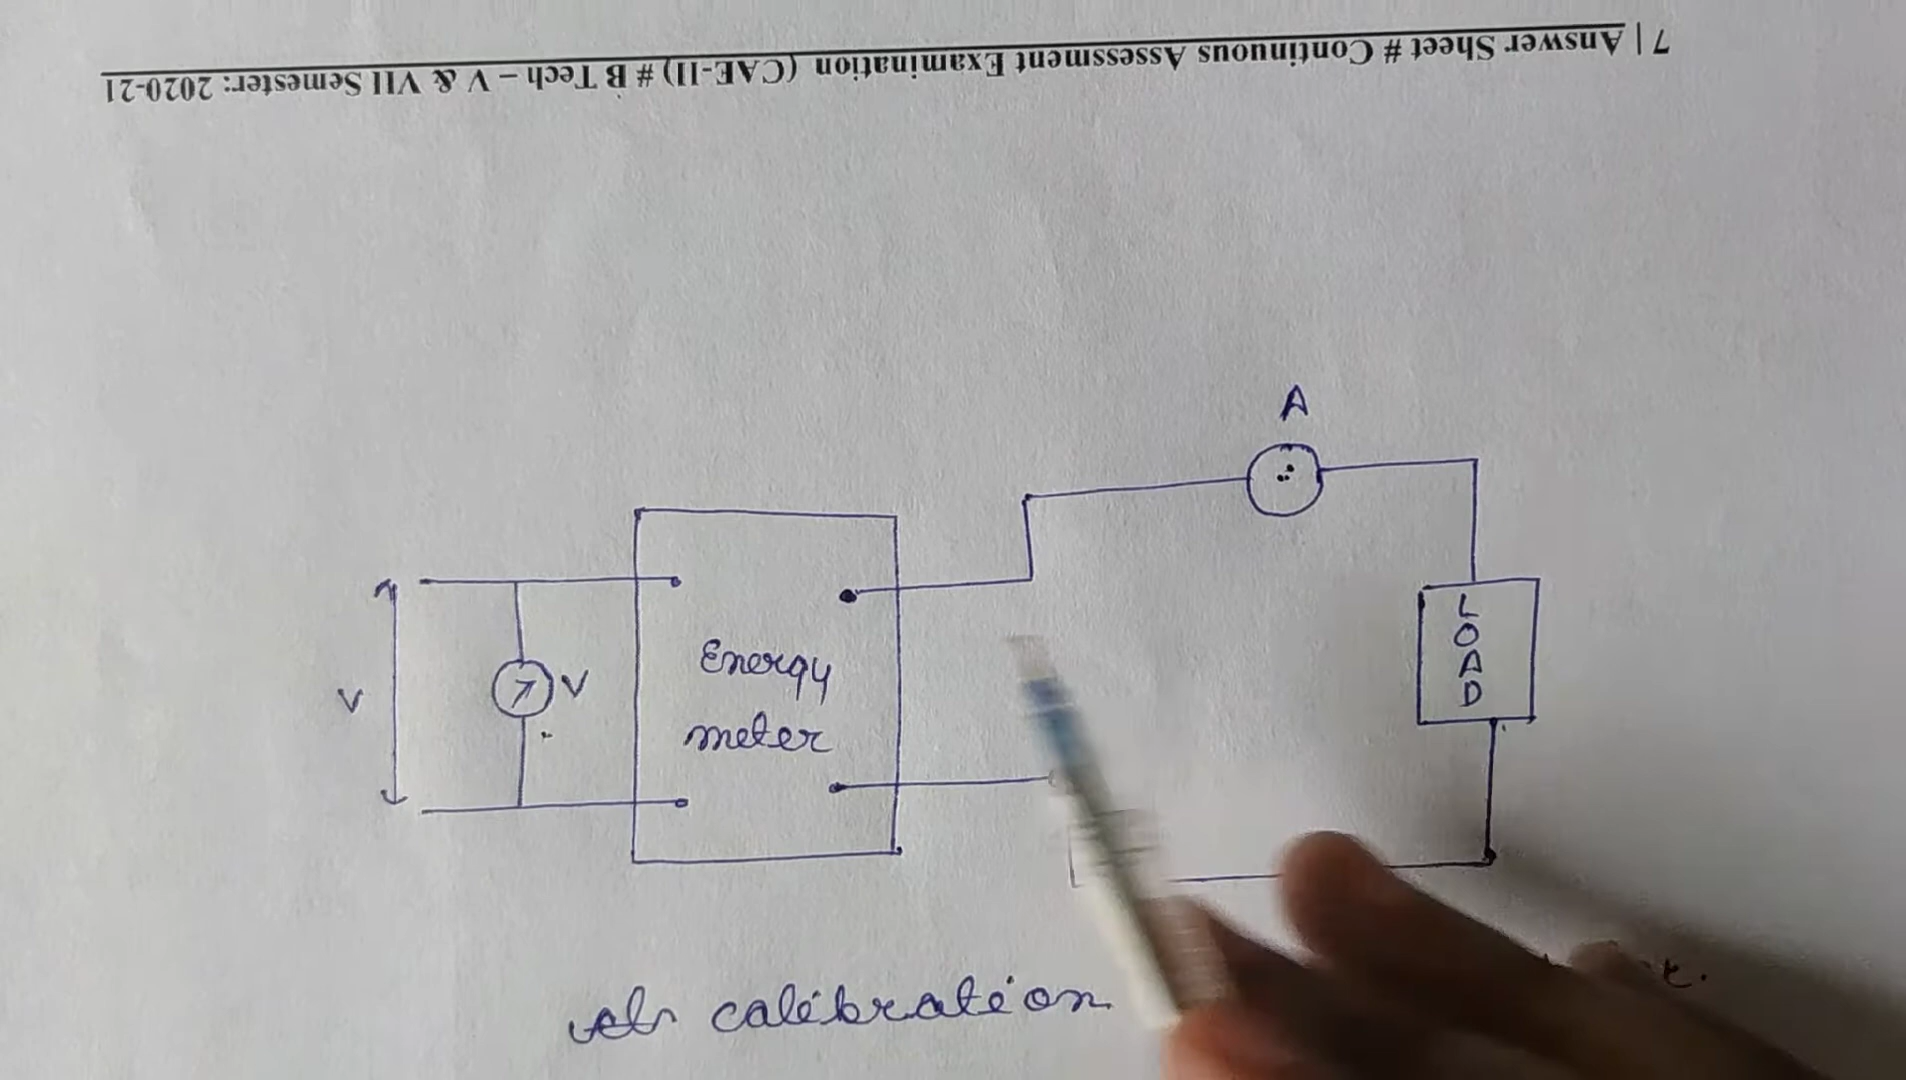 7 | Answer Sheet # Continuous Assessment Examination (CAE-II) # B Tech – V & VII Semester: 2020-21
A
V
V
Energy
meter
LOAD
calibration